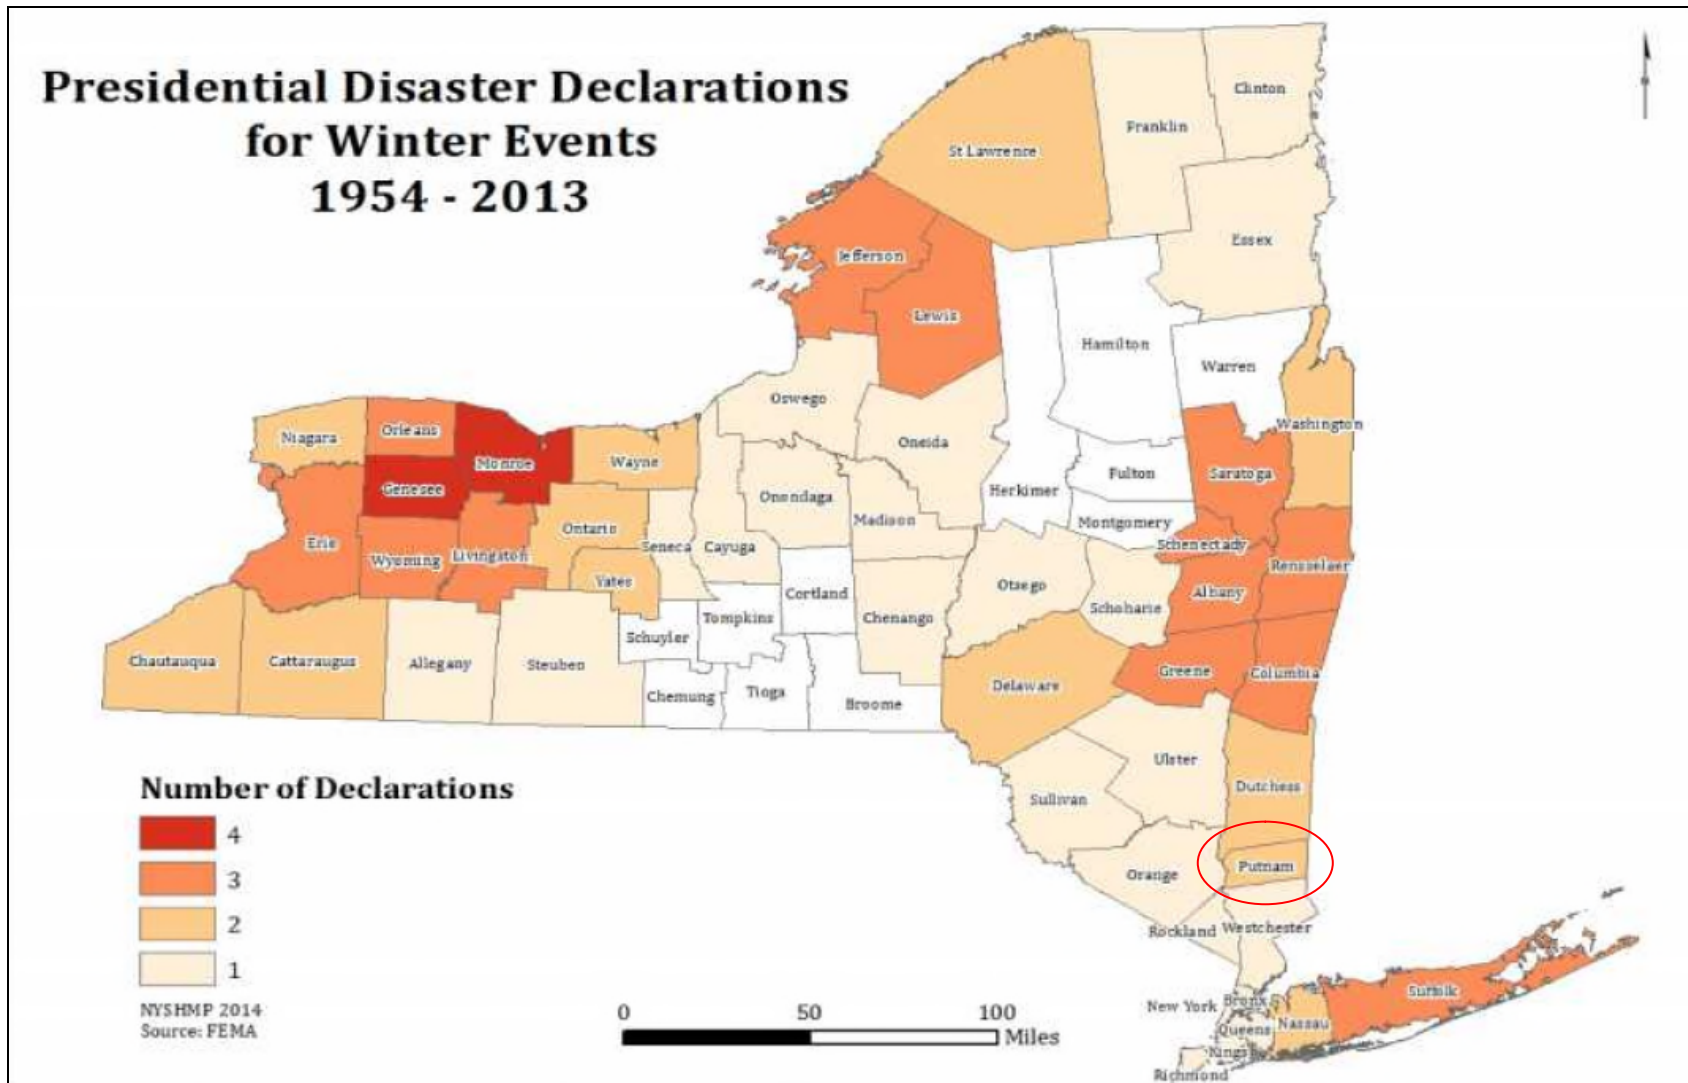 Presidential Disaster Declarations
for Winter Events
1954 - 2013
Clinton
Franklin
St Lawrence
Essex
Jefferson
Lewis
Hamilton
Warren
Oswego
Washington
Niagara
Orleans
Oneida
Monroe
Wayne
Saratoga
Fulton
Genesee
Herkimer
Onondaga
Madison
Montgomery
Ontario
Erie
Schenectady
Seneca
Cayuga
Wyoming
Livingston
Rensselaer
Yates
Otsego
Cortland
Albany
Schoharie
Tompkins
Chenango
Schuyler
Chautauqua
Cattaraugus
Allegany
Steuben
Greene
Columbia
Delaware
Tioga
Chemung
Broome
Ulster
Dutchess
Sullivan
Putnam
Orange
Rockland
Westchester
Suffolk
New York
Bronx
Nassau
Queens
Kings
Richmond
Number of Declarations
4
3
2
1
NYSHMP 2014
Source: FEMA
0 50 100
Miles